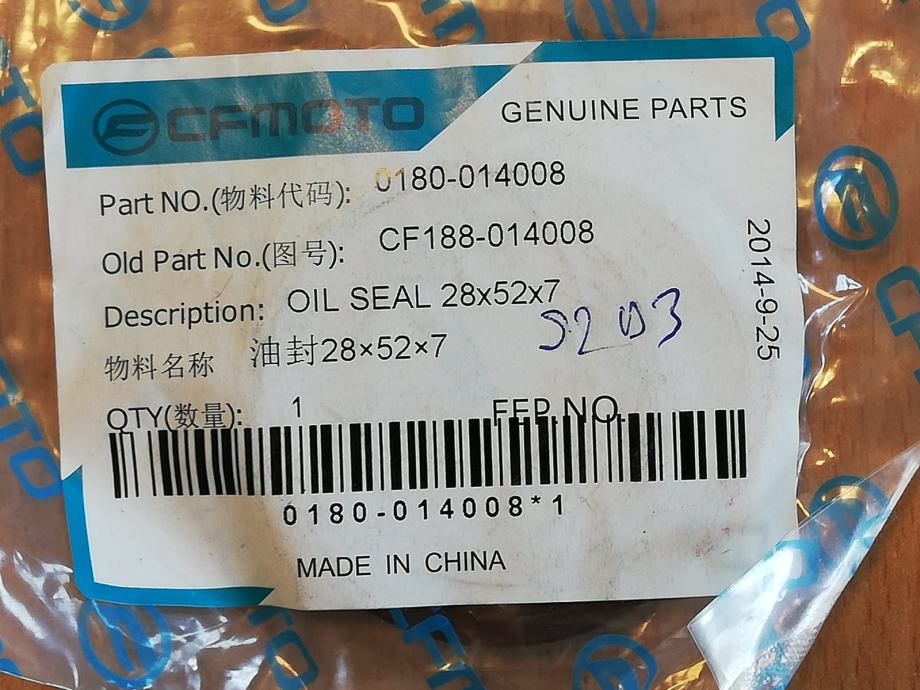 CFMOTO
GENUINE PARTS
Part NO.(物料代码): 0180-014008
Old Part No.(图号): CF188-014008
Description: OIL SEAL 28x52x7
物料名称 油封28×52×7
5203
QTY(数量): 1 FEP.NO.
0180-014008*1
MADE IN CHINA
2014-9-25